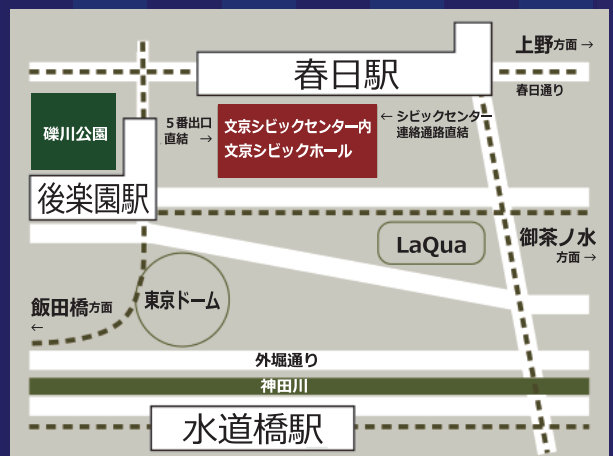 上野方面 →
春日駅
春日通り
礫川公園
5番出口
直結 →
文京シビックセンター内
文京シビックホール
← シビックセンター
連絡通路直結
後楽園駅
LaQua
御茶ノ水
方面 →
東京ドーム
飯田橋方面
←
外堀通り
神田川
水道橋駅